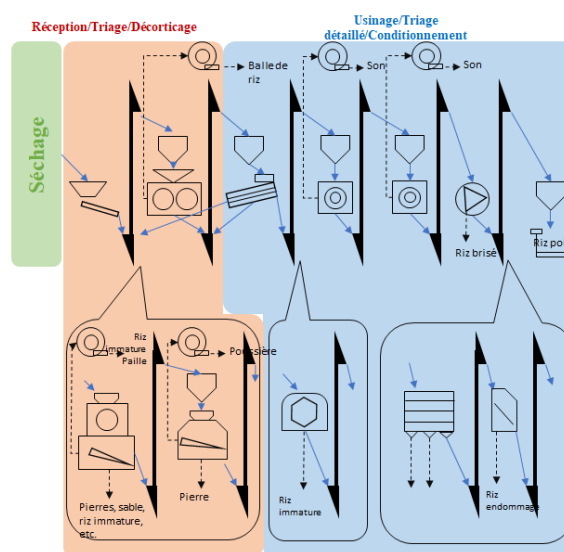 Réception/Triage/Décorticage
Usinage/Triage
détaillé/Conditionnement
Séchage
Balle de
riz
Son
Son
Riz brisé
Riz po
Riz
immature
Paille
Poussière
Pierres, sable,
riz immature,
etc.
Pierre
Riz
immature
Riz
endommage